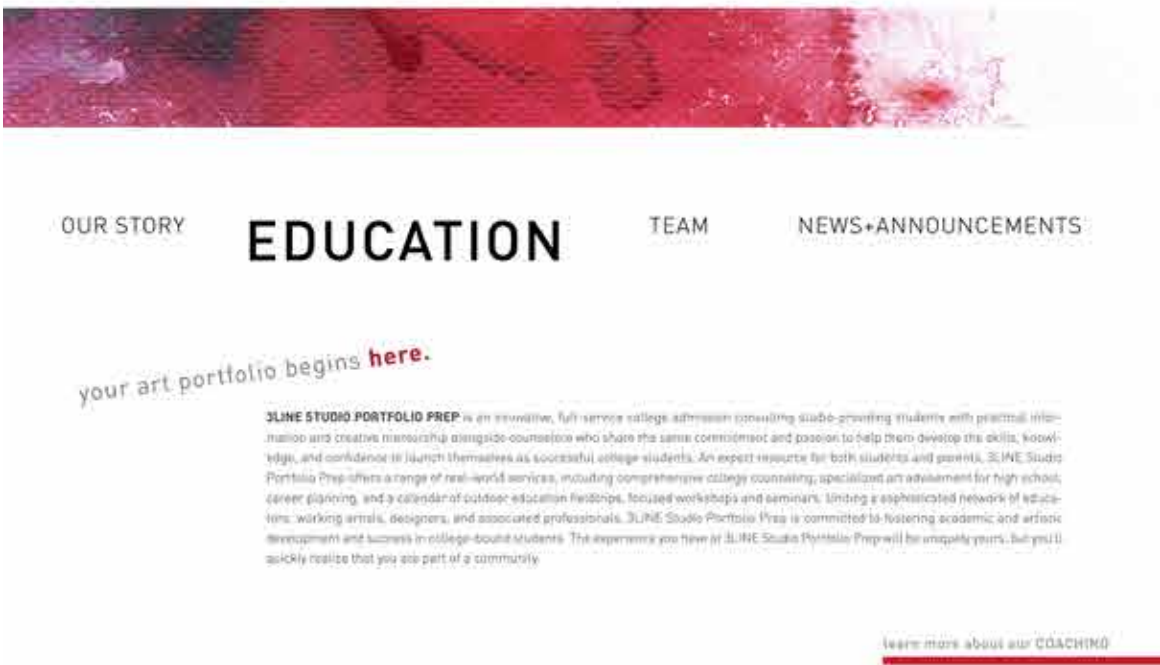 OUR STORY EDUCATION TEAM NEWS+ANNOUNCEMENTS
your art portfolio begins here.
3LINE STUDIO PORTFOLIO PREP is an innovative, full-service college admission consulting studio providing students with practical infor-
mation and creative mentorship alongside counselors who share the same commitment and passion to help them develop the skills, knowl-
edge, and confidence to launch themselves as successful college students. An expert resource for both students and parents, 3LINE Studio
Portfolio Prep offers a range of real-world services, including comprehensive college counseling, specialized art advisement for high school,
career planning, and a calendar of outdoor education fieldtrips, focused workshops and seminars. Uniting a sophisticated network of educa-
tors, working artists, designers, and associated professionals, 3LINE Studio Portfolio Prep is committed to fostering academic and artistic
development and success in college-bound students. The experience you have at 3LINE Studio Portfolio Prep will be uniquely yours, but you'll
quickly realize that you are part of a community.
learn more about our COACHING